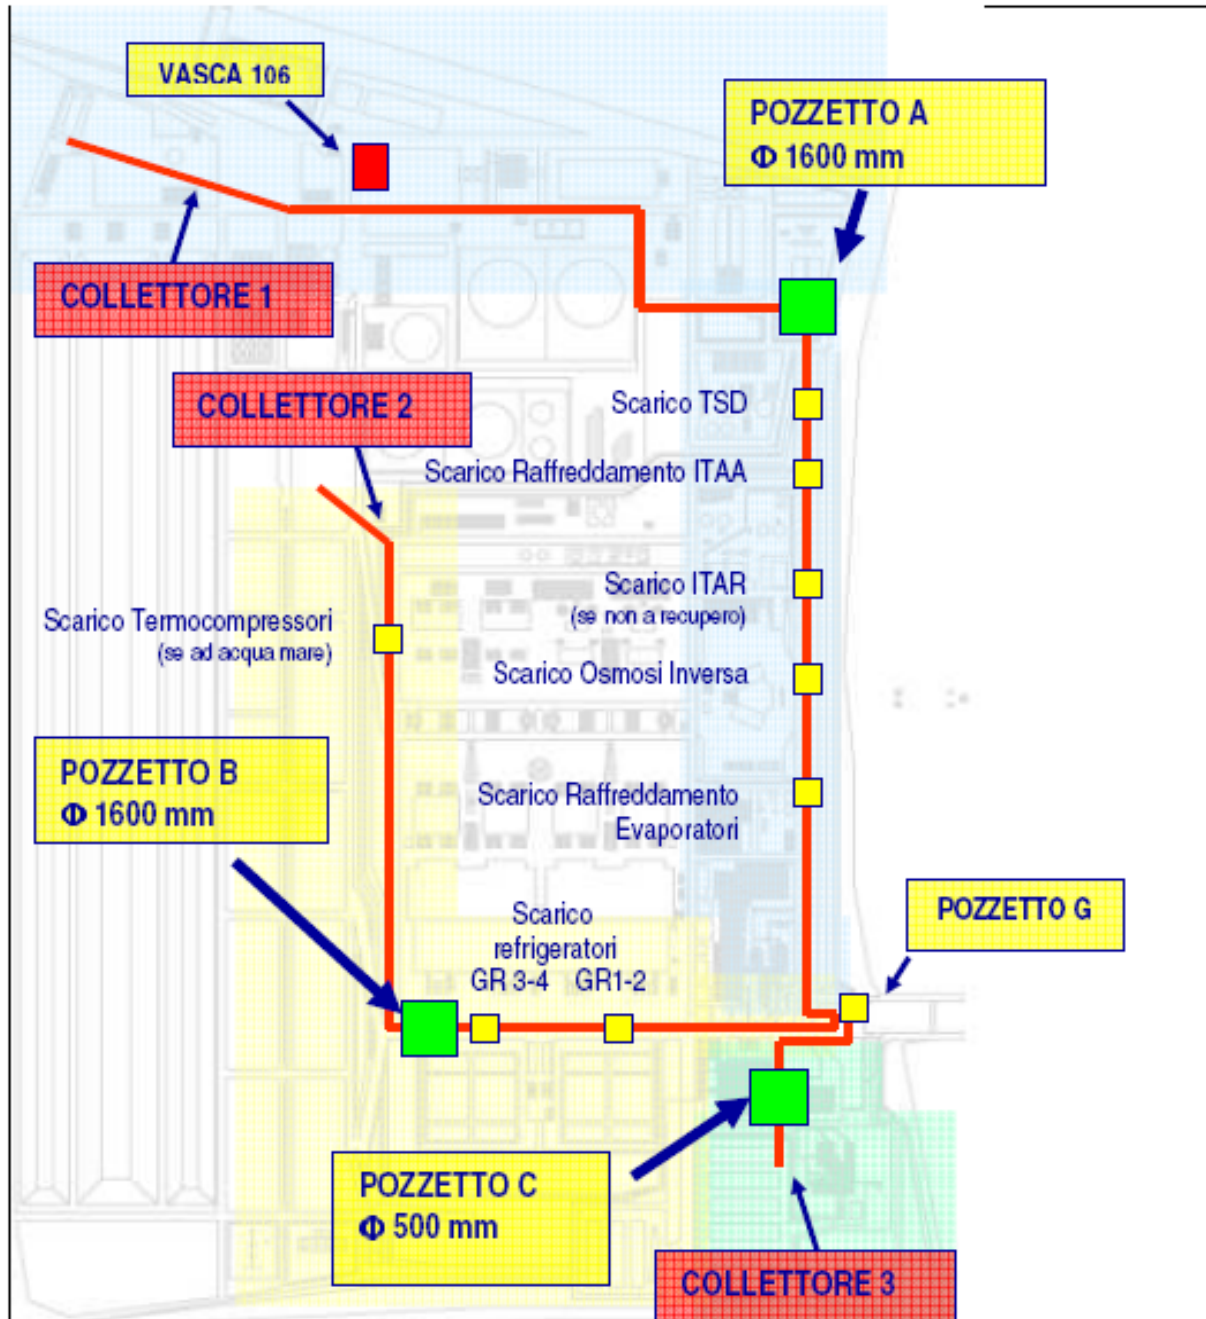 VASCA 106
POZZETTO A
Φ 1600 mm
COLLETTORE 1
COLLETTORE 2
Scarico TSD
Scarico Raffreddamento ITAA
Scarico ITAR
(se non a recupero)
Scarico Termocompressori
(se ad acqua mare)
Scarico Osmosi Inversa
POZZETTO B
Φ 1600 mm
Scarico Raffreddamento
Evaporatori
POZZETTO G
Scarico
refrigeratori
GR 3-4 GR1-2
POZZETTO C
Φ 500 mm
COLLETTORE 3